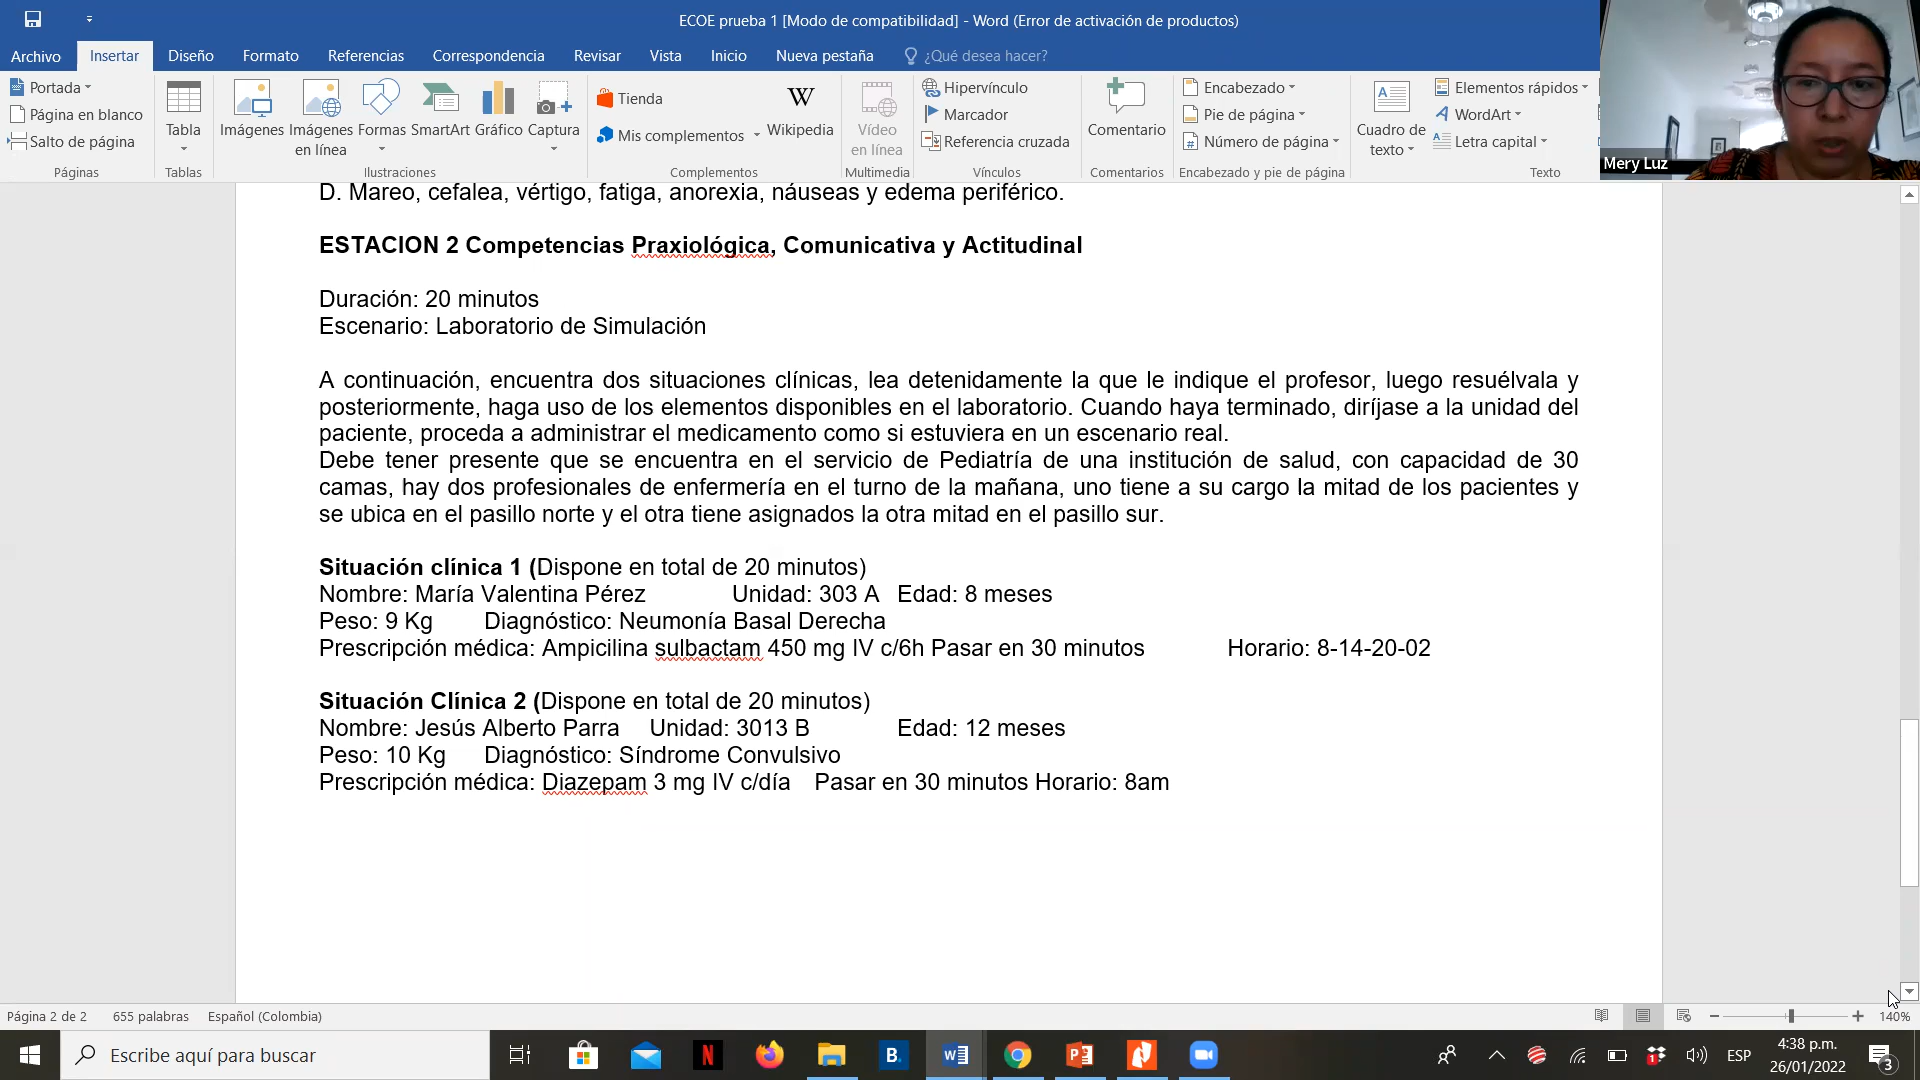 ECOE prueba 1 [Modo de compatibilidad] - Word (Error de activación de productos)
Archivo Insertar Diseño Formato Referencias Correspondencia Revisar Vista Inicio Nueva pestaña ¿Qué desea hacer?
Portada
Página en blanco
Salto de página
Páginas
Tabla
Tablas
Imágenes
Imágenes en línea
Formas
SmartArt
Gráfico
Captura
Ilustraciones
Tienda
Mis complementos
W
Wikipedia
Complementos
Vídeo en línea
Multimedia
Hipervínculo
Marcador
Referencia cruzada
Vínculos
Comentario
Comentarios
Encabezado
Pie de página
Número de página
Encabezado y pie de página
Cuadro de texto
Elementos rápidos
WordArt
Letra capital
Texto
Mery Luz
D. Mareo, cefalea, vértigo, fatiga, anorexia, náuseas y edema periférico.
ESTACION 2 Competencias Praxiológica, Comunicativa y Actitudinal
Duración: 20 minutos
Escenario: Laboratorio de Simulación
A continuación, encuentra dos situaciones clínicas, lea detenidamente la que le indique el profesor, luego resuélvala y
posteriormente, haga uso de los elementos disponibles en el laboratorio. Cuando haya terminado, diríjase a la unidad del
paciente, proceda a administrar el medicamento como si estuviera en un escenario real.
Debe tener presente que se encuentra en el servicio de Pediatría de una institución de salud, con capacidad de 30
camas, hay dos profesionales de enfermería en el turno de la mañana, uno tiene a su cargo la mitad de los pacientes y
se ubica en el pasillo norte y el otra tiene asignados la otra mitad en el pasillo sur.
Situación clínica 1 (Dispone en total de 20 minutos)
Nombre: María Valentina Pérez Unidad: 303 A Edad: 8 meses
Peso: 9 Kg Diagnóstico: Neumonía Basal Derecha
Prescripción médica: Ampicilina sulbactam 450 mg IV c/6h Pasar en 30 minutos Horario: 8-14-20-02
Situación Clínica 2 (Dispone en total de 20 minutos)
Nombre: Jesús Alberto Parra Unidad: 3013 B Edad: 12 meses
Peso: 10 Kg Diagnóstico: Síndrome Convulsivo
Prescripción médica: Diazepam 3 mg IV c/día Pasar en 30 minutos Horario: 8am
Página 2 de 2 655 palabras Español (Colombia) 140%
Escribe aquí para buscar
N
B.
ESP
4:38 p.m.
26/01/2022
3